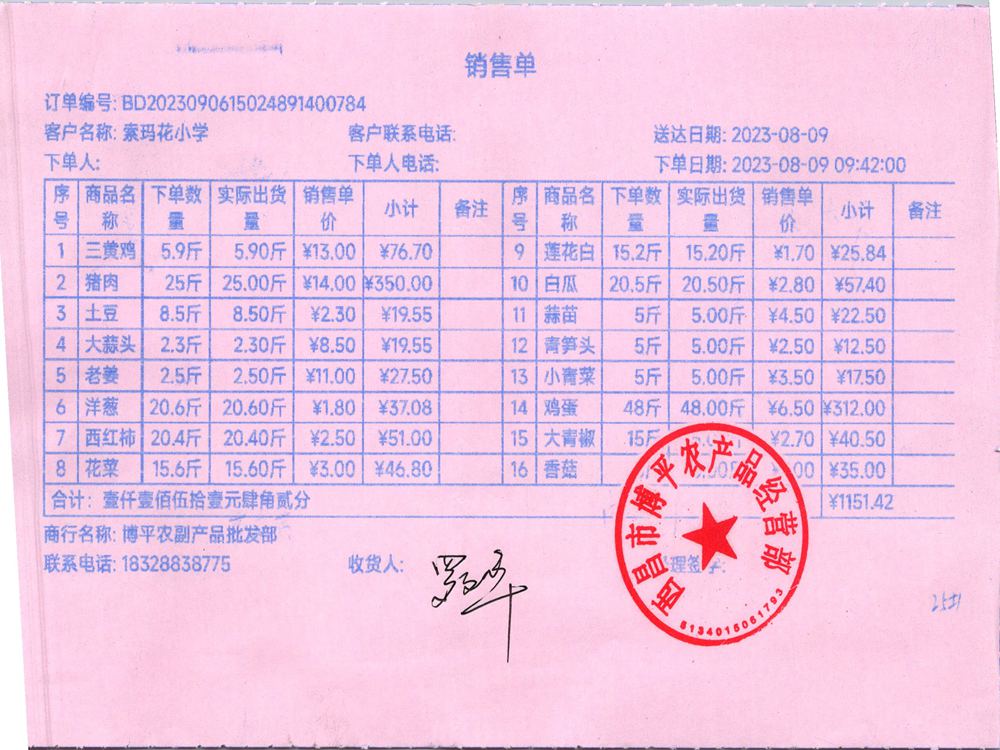 销售单
订单编号: BD2023090615024891400784
客户名称: 索玛花小学 客户联系电话: 送达日期: 2023-08-09
下单人: 下单人电话: 下单日期: 2023-08-09 09:42:00
序号 商品名称 下单数量 实际出货量 销售单价 小计 备注 序号 商品名称 下单数量 实际出货量 销售单价 小计 备注
1 三黄鸡 5.9斤 5.90斤 ¥13.00 ¥76.70 9 莲花白 15.2斤 15.20斤 ¥1.70 ¥25.84
2 猪肉 25斤 25.00斤 ¥14.00 ¥350.00 10 白瓜 20.5斤 20.50斤 ¥2.80 ¥57.40
3 土豆 8.5斤 8.50斤 ¥2.30 ¥19.55 11 蒜苗 5斤 5.00斤 ¥4.50 ¥22.50
4 大蒜头 2.3斤 2.30斤 ¥8.50 ¥19.55 12 青笋头 5斤 5.00斤 ¥2.50 ¥12.50
5 老姜 2.5斤 2.50斤 ¥11.00 ¥27.50 13 小青菜 5斤 5.00斤 ¥3.50 ¥17.50
6 洋葱 20.6斤 20.60斤 ¥1.80 ¥37.08 14 鸡蛋 48斤 48.00斤 ¥6.50 ¥312.00
7 西红柿 20.4斤 20.40斤 ¥2.50 ¥51.00 15 大青椒 15斤 ¥2.70 ¥40.50
8 花菜 15.6斤 15.60斤 ¥3.00 ¥46.80 16 香菇 ¥35.00
合计: 壹仟壹佰伍拾壹元肆角贰分 ¥1151.42
商行名称: 博平农副产品批发部
联系电话: 18328838775 收货人: 签字:
西昌市博平农产品经营部
5134015061793